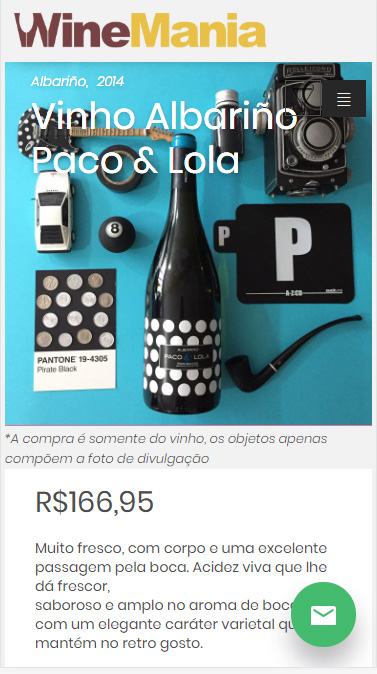 WineMania
Albariño, 2014
Vinho Albariño
Paco & Lola
8
P
P
A-Z:CD
PANTONE® 19-4305
Pirate Black
ALBARIÑO
PACO & LOLA
*A compra é somente do vinho, os objetos apenas
compõem a foto de divulgação
R$166,95
Muito fresco, com corpo e uma excelente
passagem pela boca. Acidez viva que lhe
dá frescor,
saboroso e amplo no aroma de boc
com um elegante caráter varietal qu
mantém no retro gosto.